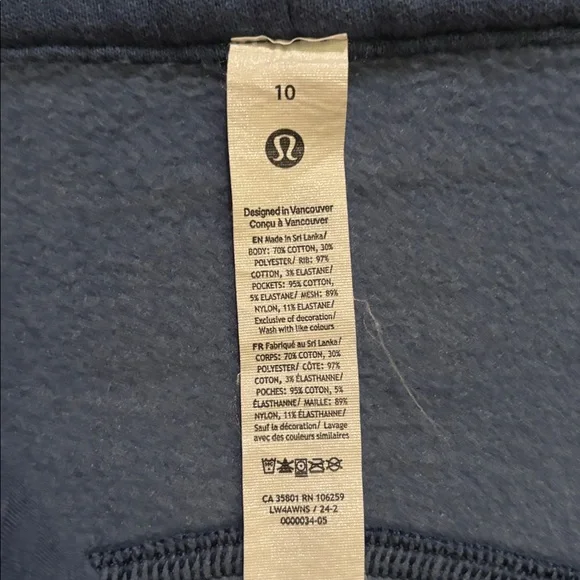 10
Designed in Vancouver
Conçu à Vancouver
EN Made in Sri Lanka/
BODY: 70% COTTON, 30%
POLYESTER/ RIB: 97%
COTTON, 3% ELASTANE/
POCKETS: 95% COTTON,
5% ELASTANE/ MESH: 89%
NYLON, 11% ELASTANE/
Exclusive of decoration/
Wash with like colours
FR Fabriqué au Sri Lanka/
CORPS: 70% COTON, 30%
POLYESTER/ CÔTE: 97%
COTON, 3% ÉLASTHANNE/
POCHES: 95% COTON, 5%
ÉLASTHANNE/ MAILLE: 89%
NYLON, 11% ÉLASTHANNE/
Sauf la décoration/ Lavage
avec des couleurs similaires
CA 35801 RN 106259
LW4AWNS / 24-2
0000034-05